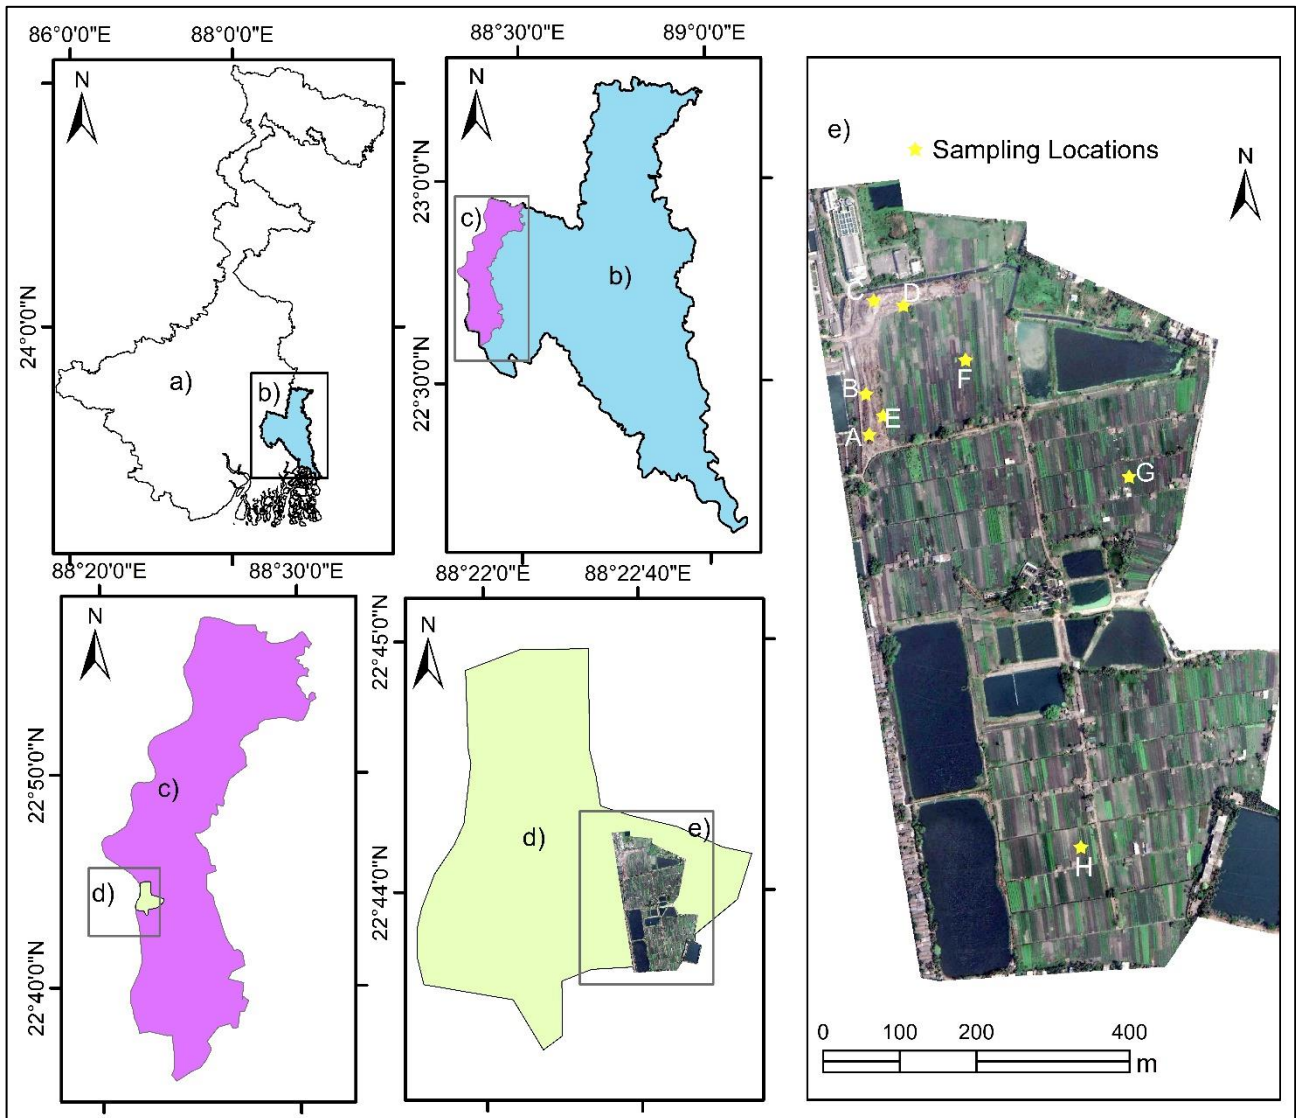 86°0'0"E 88°0'0"E
N
24°0'0"N
a)
b)
88°30'0"E 89°0'0"E
N
23°0'0"N
22°30'0"N
c)
b)
88°20'0"E 88°30'0"E
N
22°50'0"N
22°40'0"N
c)
d)
88°22'0"E 88°22'40"E
N
22°45'0"N
22°44'0"N
d)
e)
e)
Sampling Locations
N
C D
F
B
E
A
G
H
0 100 200 400
m